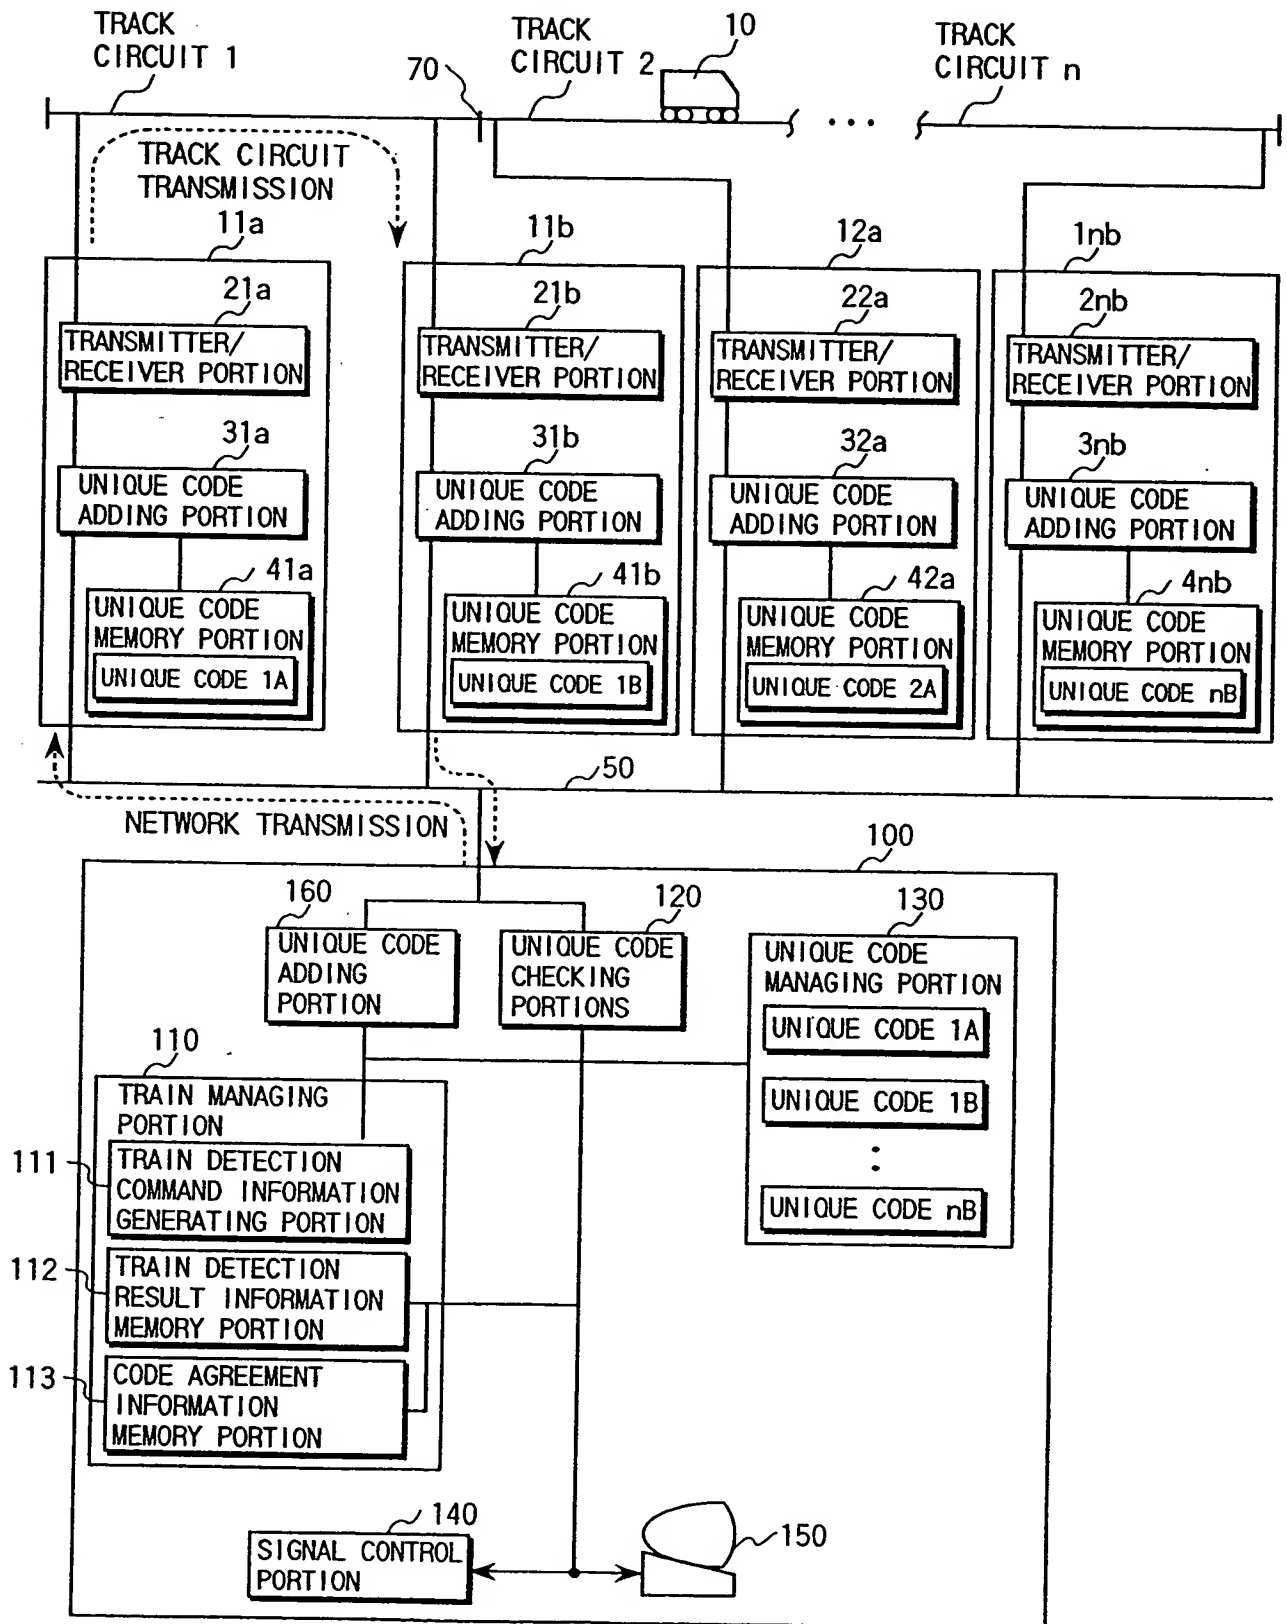 TRACK
CIRCUIT 1
TRACK
CIRCUIT 2
10
TRACK
CIRCUIT n
70
• • •
TRACK CIRCUIT
TRANSMISSION
11a
11b
12a
1nb
21a
TRANSMITTER/
RECEIVER PORTION
21b
TRANSMITTER/
RECEIVER PORTION
22a
TRANSMITTER/
RECEIVER PORTION
2nb
TRANSMITTER/
RECEIVER PORTION
31a
UNIQUE CODE
ADDING PORTION
31b
UNIQUE CODE
ADDING PORTION
32a
UNIQUE CODE
ADDING PORTION
3nb
UNIQUE CODE
ADDING PORTION
41a
UNIQUE CODE
MEMORY PORTION
UNIQUE CODE 1A
41b
UNIQUE CODE
MEMORY PORTION
UNIQUE CODE 1B
42a
UNIQUE CODE
MEMORY PORTION
UNIQUE CODE 2A
4nb
UNIQUE CODE
MEMORY PORTION
UNIQUE CODE nB
50
NETWORK TRANSMISSION
100
160
UNIQUE CODE
ADDING
PORTION
120
UNIQUE CODE
CHECKING
PORTIONS
130
UNIQUE CODE
MANAGING PORTION
UNIQUE CODE 1A
UNIQUE CODE 1B
UNIQUE CODE nB
110
TRAIN MANAGING
PORTION
111
TRAIN DETECTION
COMMAND INFORMATION
GENERATING PORTION
112
TRAIN DETECTION
RESULT INFORMATION
MEMORY PORTION
113
CODE AGREEMENT
INFORMATION
MEMORY PORTION
140
SIGNAL CONTROL
PORTION
150